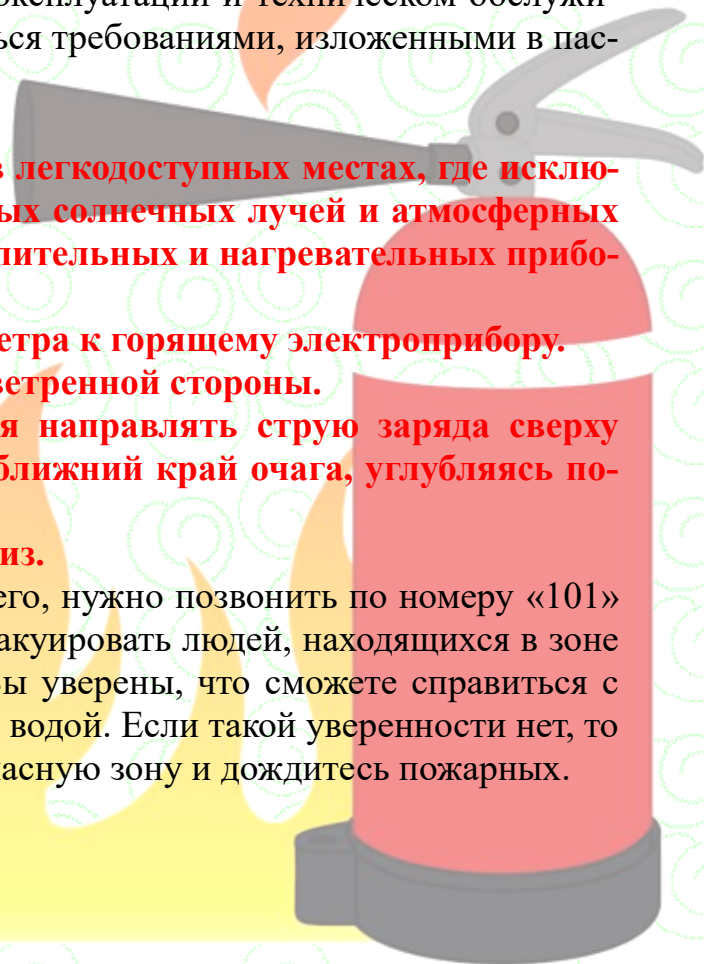 эксплуатации и техническом обслужи-
ься требованиями, изложенными в пас-
в легкодоступных местах, где исклю-
ых солнечных лучей и атмосферных
пительных и нагревательных прибо-
етра к горящему электроприбору.
ветренной стороны.
я направлять струю заряда сверху
ближний край очага, углубляясь по-
из.
его, нужно позвонить по номеру «101»
акуировать людей, находящихся в зоне
ы уверены, что сможете справиться с
водой. Если такой уверенности нет, то
асную зону и дождитесь пожарных.